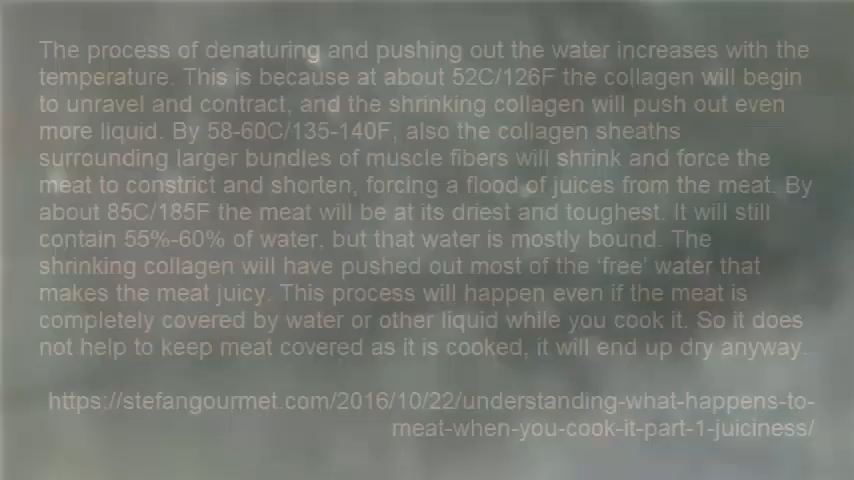 The process of denaturing and pushing out the water increases with the
temperature. This is because at about 52C/126F the collagen will begin
to unravel and contract, and the shrinking collagen will push out even
more liquid. By 58-60C/135-140F, also the collagen sheaths
surrounding larger bundles of muscle fibers will shrink and force the
meat to constrict and shorten, forcing a flood of juices from the meat. By
about 85C/185F the meat will be at its driest and toughest. It will still
contain 55%-60% of water, but that water is mostly bound. The
shrinking collagen will have pushed out most of the ‘free’ water that
makes the meat juicy. This process will happen even if the meat is
completely covered by water or other liquid while you cook it. So it does
not help to keep meat covered as it is cooked, it will end up dry anyway.
https://stefangourmet.com/2016/10/22/understanding-what-happens-to-
meat-when-you-cook-it-part-1-juiciness/